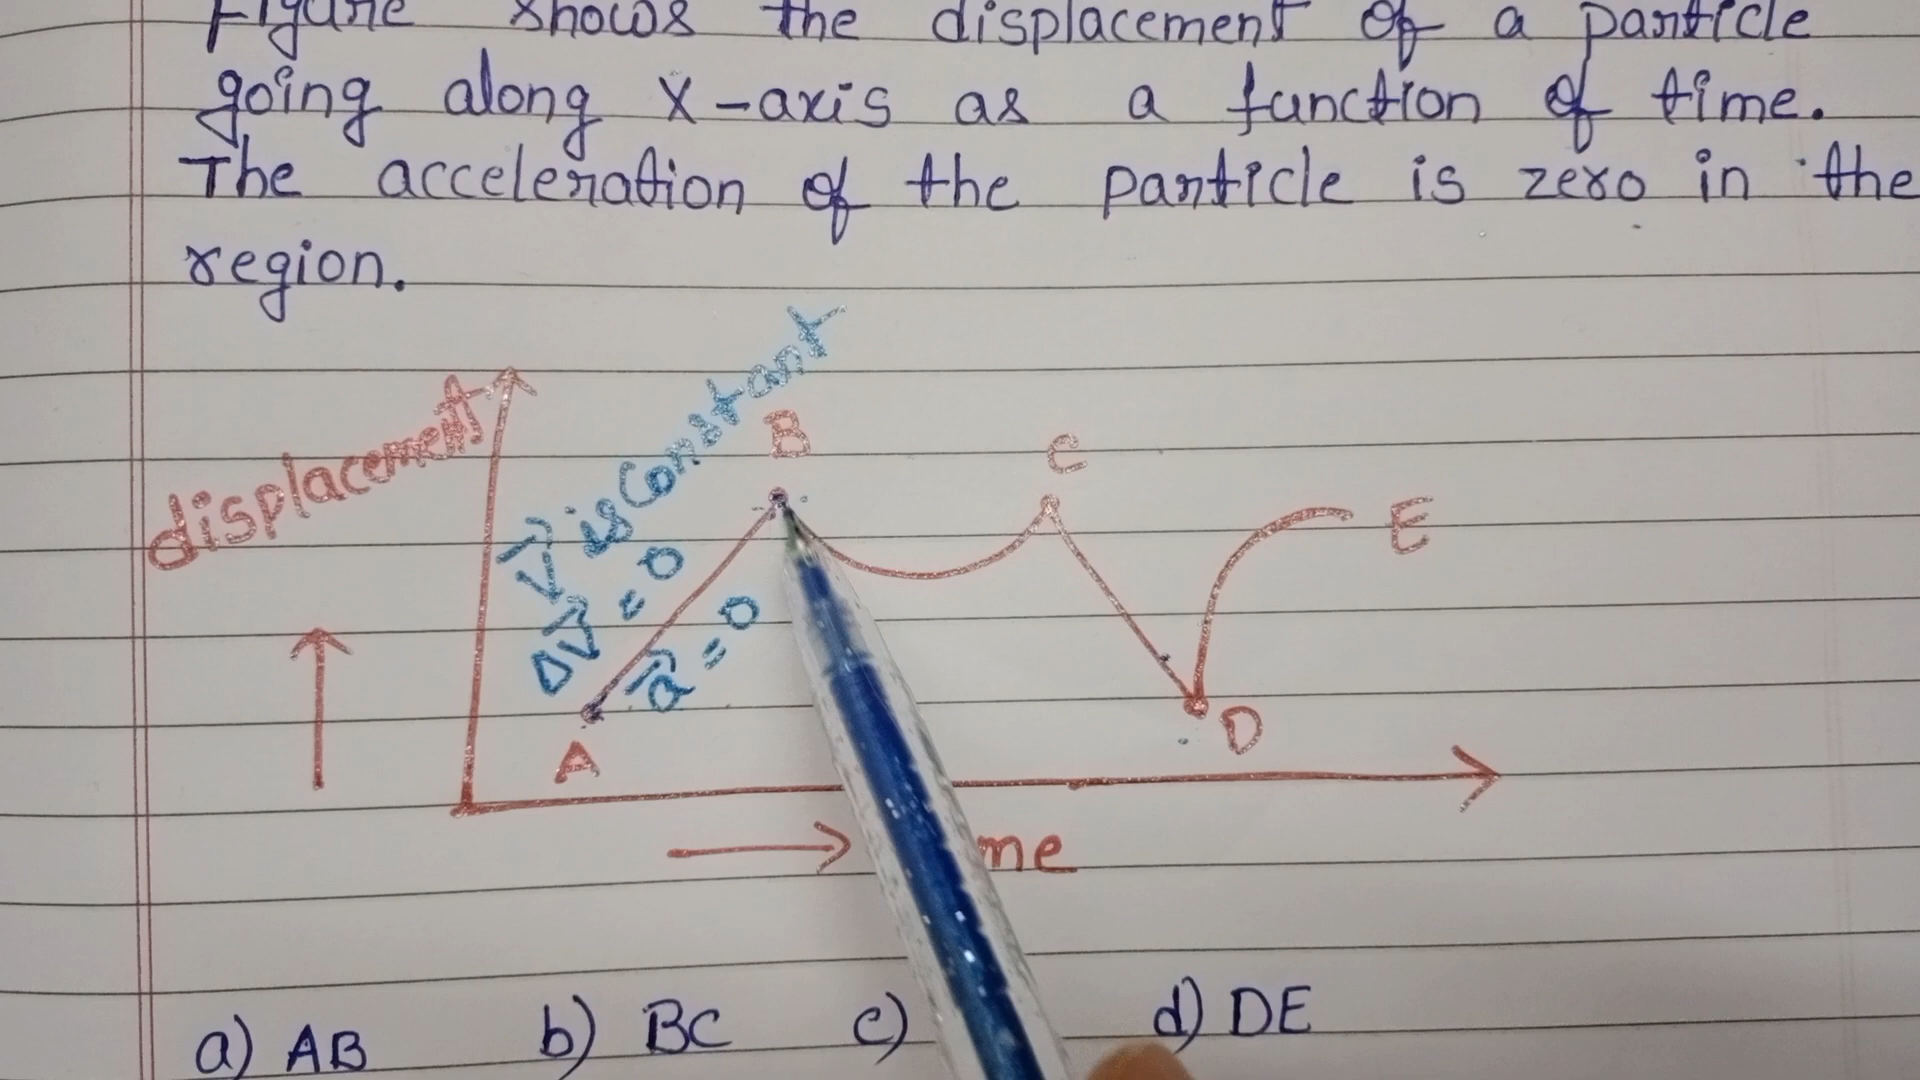 Figure shows the displacement of a particle
going along X-axis as a function of time.
The acceleration of the particle is zero in the
region.
displacement
V is Constant
ΔV = 0
a = 0
A
B
C
D
E
me
a) AB b) BC c) d) DE